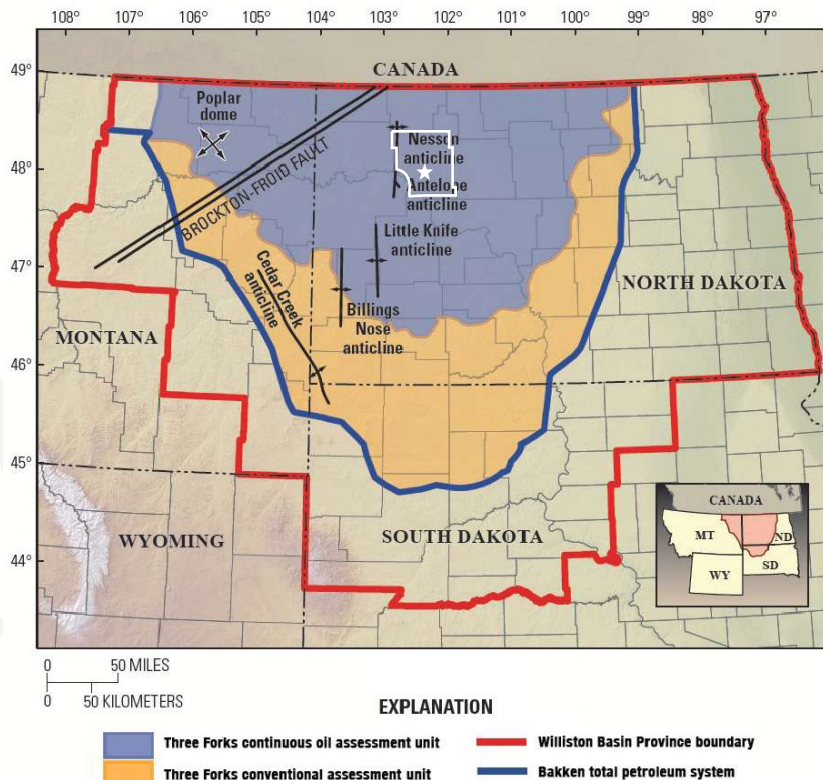 108° 107° 106° 105° 104° 103° 102° 101° 100° 99° 98° 97°
49°
48°
47°
46°
45°
44°
CANADA
Poplar
dome
BROCKTON-FROID FAULT
Nesson
anticline
Antelope
anticline
Little Knife
anticline
Cedar Creek
anticline
Billings
Nose
anticline
NORTH DAKOTA
MONTANA
WYOMING
SOUTH DAKOTA
CANADA
MT
ND
SD
WY
0 50 MILES
0 50 KILOMETERS
EXPLANATION
Three Forks continuous oil assessment unit
Williston Basin Province boundary
Three Forks conventional assessment unit
Bakken total petroleum system